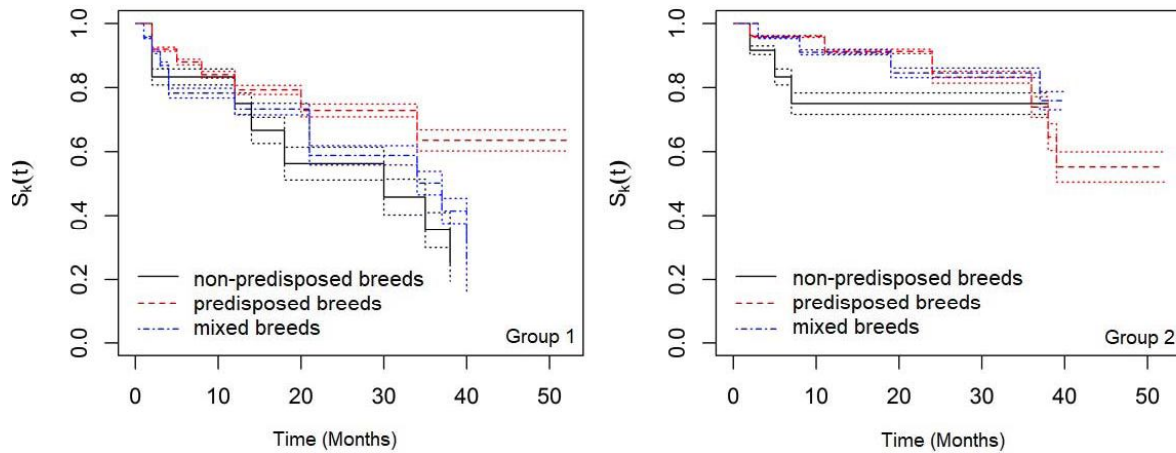 1.0
0.8
0.6
0.4
0.2
0.0
Sk(t)
non-predisposed breeds
predisposed breeds
mixed breeds
Group 1
0 10 20 30 40 50
Time (Months)
1.0
0.8
0.6
0.4
0.2
0.0
Sk(t)
non-predisposed breeds
predisposed breeds
mixed breeds
Group 2
0 10 20 30 40 50
Time (Months)